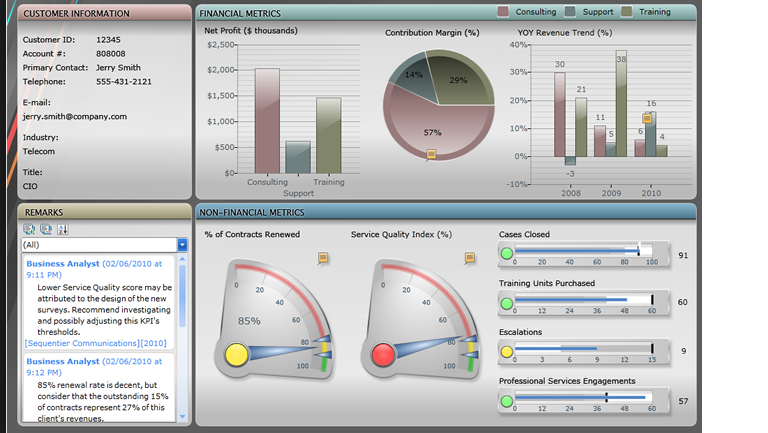 CUSTOMER INFORMATION
Customer ID: 12345
Account #: 808008
Primary Contact: Jerry Smith
Telephone: 555-431-2121
E-mail:
jerry.smith@company.com
Industry:
Telecom
Title:
CIO
FINANCIAL METRICS
Consulting Support Training
Net Profit ($ thousands)
$2,500
$2,000
$1,500
$1,000
$500
$0
Consulting Training
Support
Contribution Margin (%)
14%
29%
57%
YOY Revenue Trend (%)
40%
30%
20%
10%
0%
-10%
30
-3
21
11
5
38
6
16
4
2008 2009 2010
REMARKS
(All)
Business Analyst (02/06/2010 at
9:11 PM)
Lower Service Quality score may be
attributed to the design of the new
surveys. Recommend investigating
and possibly adjusting this KPI's
thresholds.
[Sequentier Communications][2010]
Business Analyst (02/06/2010 at
9:12 PM)
85% renewal rate is decent, but
consider that the outstanding 15%
of contracts represent 27% of this
client's revenues.
NON-FINANCIAL METRICS
% of Contracts Renewed
0 20 40 60 80 100
85%
Service Quality Index (%)
0 20 40 60 80 100
Cases Closed
0 20 40 60 80 100
91
Training Units Purchased
0 12 24 36 48 60
60
Escalations
0 3 6 9 12 15
9
Professional Services Engagements
0 12 24 36 48 60
57